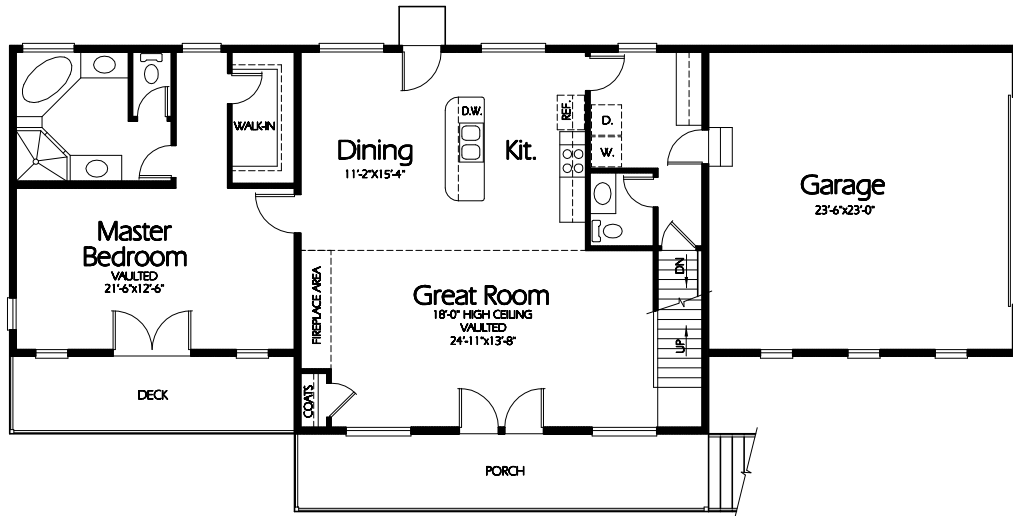 WALK-IN
D.W.
REF.
D.
W.
Dining
11'-2"X15'-4"
Kit.
Garage
23'-6"X23'-0"
Master
Bedroom
VAULTED
21'-6"X12'-6"
FIREPLACE AREA
Great Room
18'-0" HIGH CEILING
VAULTED
24'-11"X13'-8"
DN
UP
COATS
DECK
PORCH